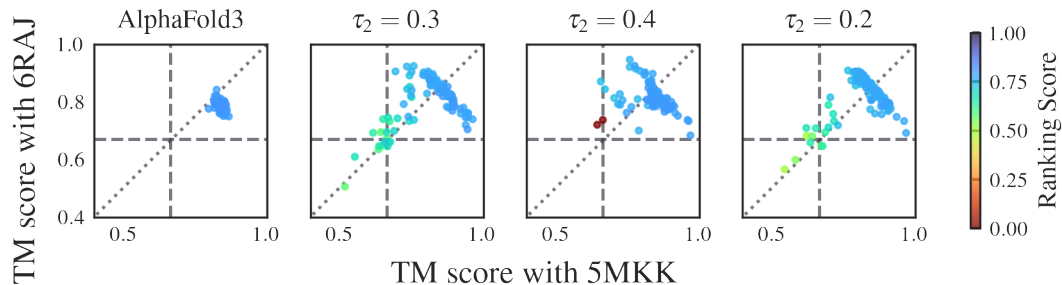 AlphaFold3
τ₂ = 0.3
τ₂ = 0.4
τ₂ = 0.2
TM score with 6RAJ
1.0
0.8
0.6
0.4
0.5
1.0
0.5
1.0
0.5
1.0
0.5
1.0
TM score with 5MKK
1.00
0.75
0.50
0.25
0.00
Ranking Score